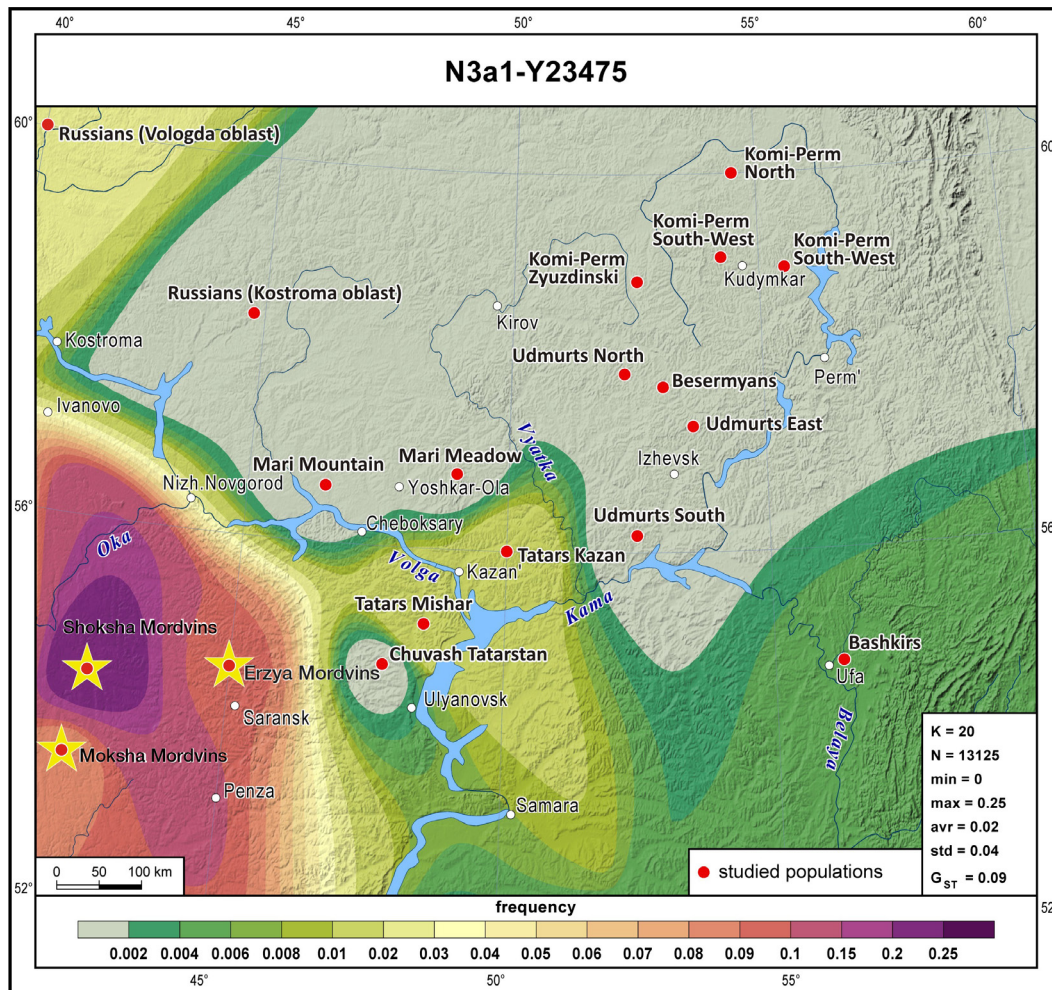 40°
45°
50°
55°
60°
N3a1-Y23475
60°
60
Russians (Vologda oblast)
Komi-Perm
North
Komi-Perm
South-West
Komi-Perm
South-West
Komi-Perm
Zyuzdinski
Kudymkar
Russians (Kostroma oblast)
Kirov
Kostroma
Udmurts North
Perm'
Besermyans
Ivanovo
Udmurts East
Vyatka
Mari Mountain
Mari Meadow
Izhevsk
Nizh.Novgorod
Yoshkar-Ola
56°
56
Cheboksary
Udmurts South
Oka
Volga
Tatars Kazan
Kazan'
Kama
Tatars Mishar
Shoksha Mordvins
Chuvash Tatarstan
Bashkirs
Erzya Mordvins
Ufa
Saransk
Ulyanovsk
Belaya
Moksha Mordvins
Penza
Samara
K = 20
N = 13125
min = 0
max = 0.25
avr = 0.02
std = 0.04
GST = 0.09
0 50 100 km
studied populations
52°
52
frequency
0.002 0.004 0.006 0.008 0.01 0.02 0.03 0.04 0.05 0.06 0.07 0.08 0.09 0.1 0.15 0.2 0.25
45°
50°
55°